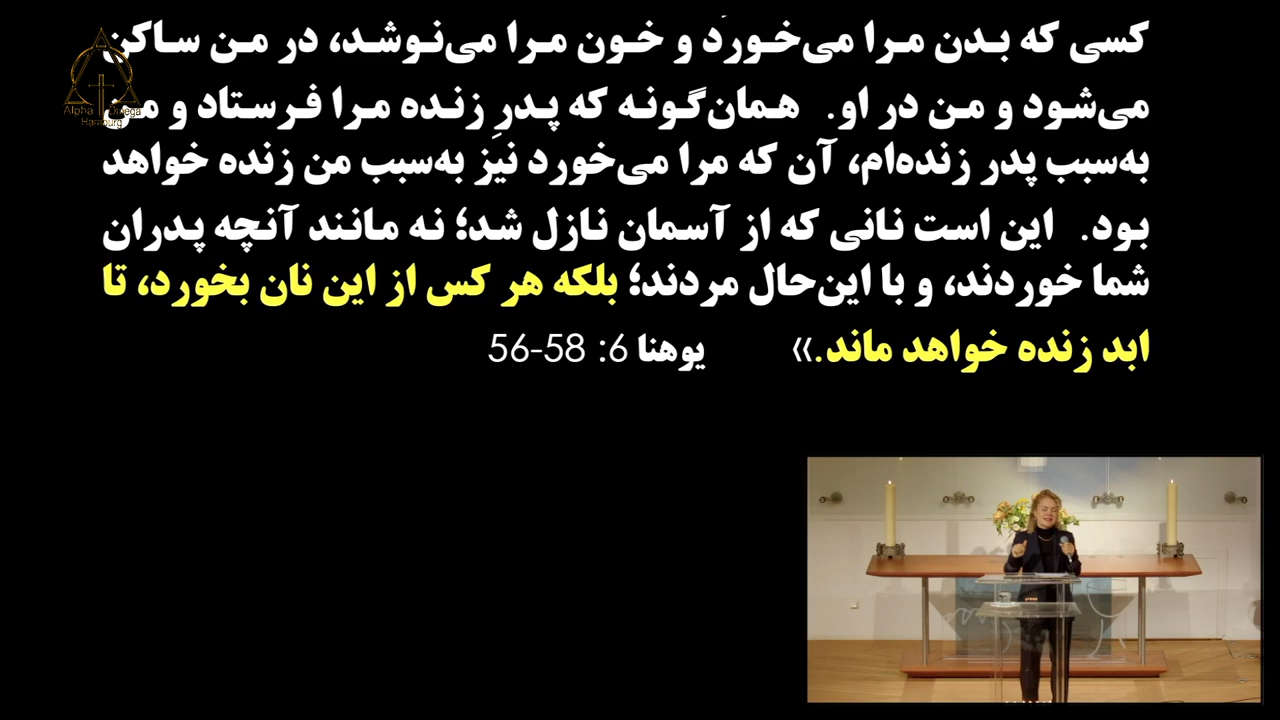 کسی که بدن مرا می‌خورَد و خون مرا می‌نوشد، در من ساکن
می‌شود و من در او. همان‌گونه که پدرِ زنده مرا فرستاد و من
به‌سبب پدر زنده‌ام، آن که مرا می‌خورد نیز به‌سبب من زنده خواهد
بود. این است نانی که از آسمان نازل شد؛ نه مانند آنچه پدران
شما خوردند، و با این‌حال مردند؛ بلکه هر کس از این نان بخورد، تا
ابد زنده خواهد ماند.» یوهنا 6: 58-56
Alpha Omega
Hamburg